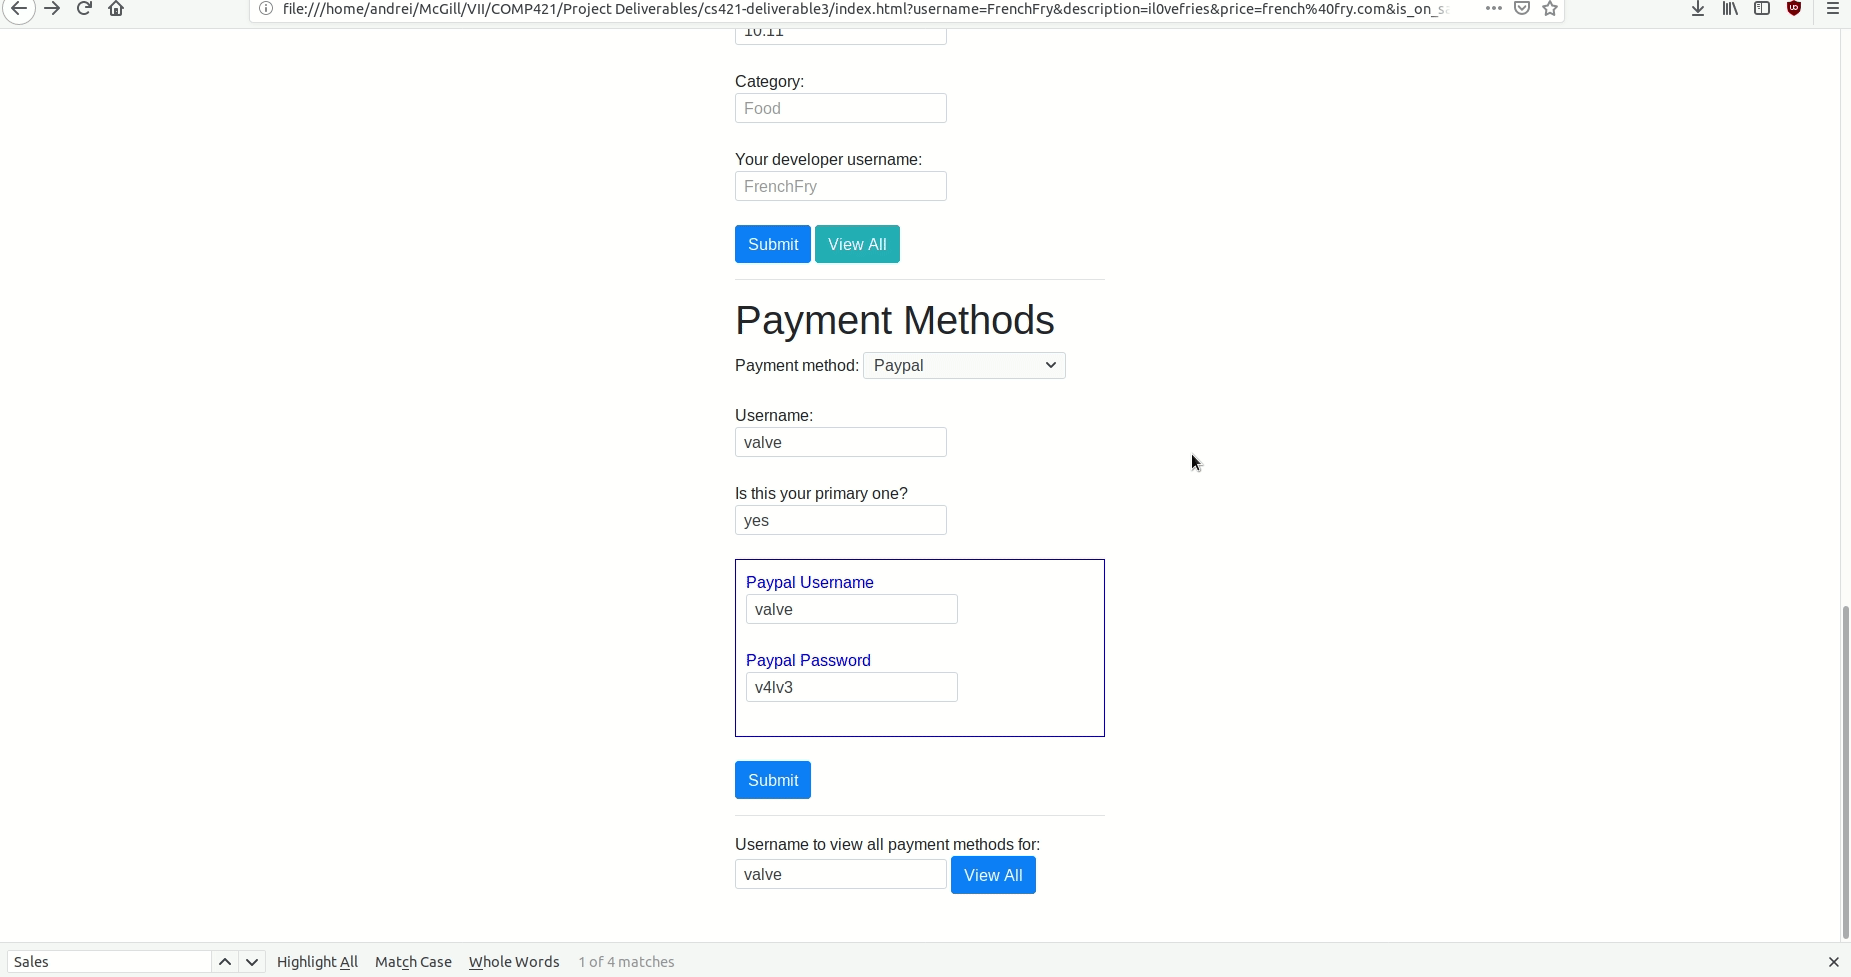 file:///home/andrei/McGill/VII/COMP421/Project Deliverables/cs421-deliverable3/index.html?username=FrenchFry&description=il0vefries&price=french%40fry.com&is_on_sa
10.11
Category:
Food
Your developer username:
FrenchFry
Submit View All
Payment Methods
Payment method: Paypal
Username:
valve
Is this your primary one?
yes
Paypal Username
valve
Paypal Password
v4lv3
Submit
Username to view all payment methods for:
valve View All
Sales Highlight All Match Case Whole Words 1 of 4 matches